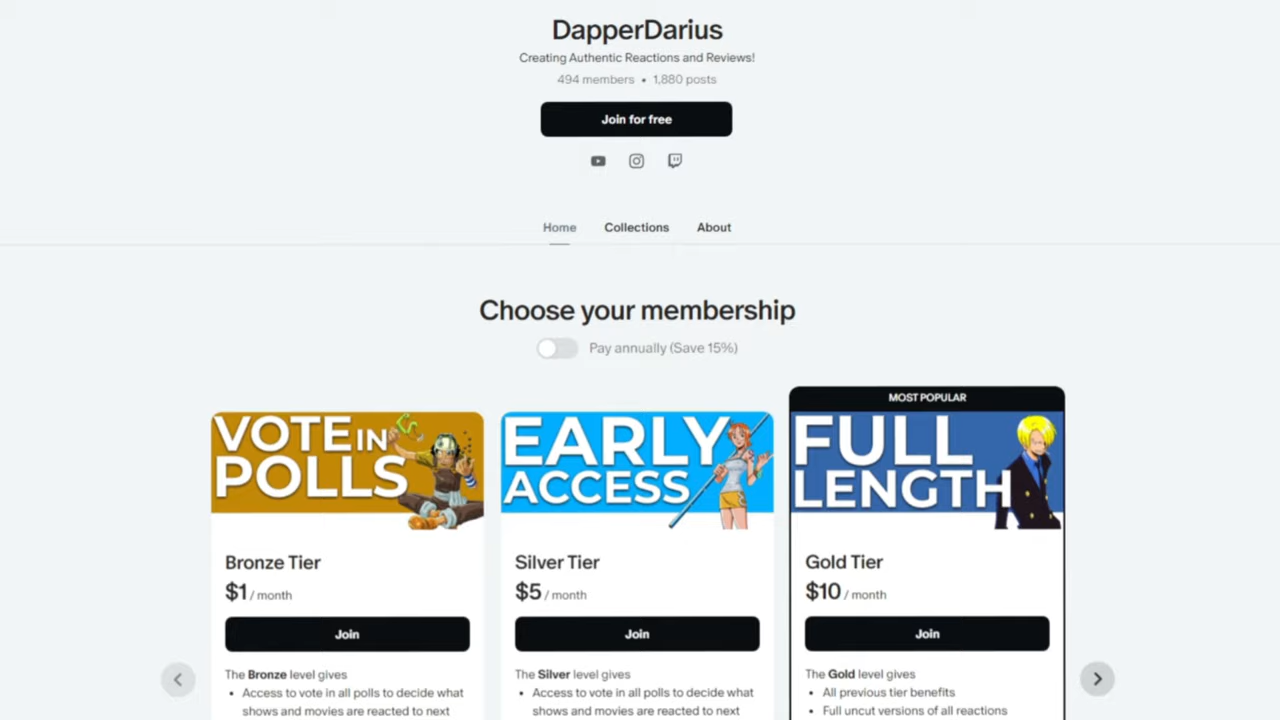 DapperDarius
Creating Authentic Reactions and Reviews!
494 members • 1,880 posts
Join for free
Home Collections About
Choose your membership
Pay annually (Save 15%)
VOTE IN
POLLS
Bronze Tier
$1 / month
Join
The Bronze level gives
• Access to vote in all polls to decide what
shows and movies are reacted to next
EARLY
ACCESS
Silver Tier
$5 / month
Join
The Silver level gives
• Access to vote in all polls to decide what
shows and movies are reacted to next
MOST POPULAR
FULL
LENGTH
Gold Tier
$10 / month
Join
The Gold level gives
• All previous tier benefits
• Full uncut versions of all reactions